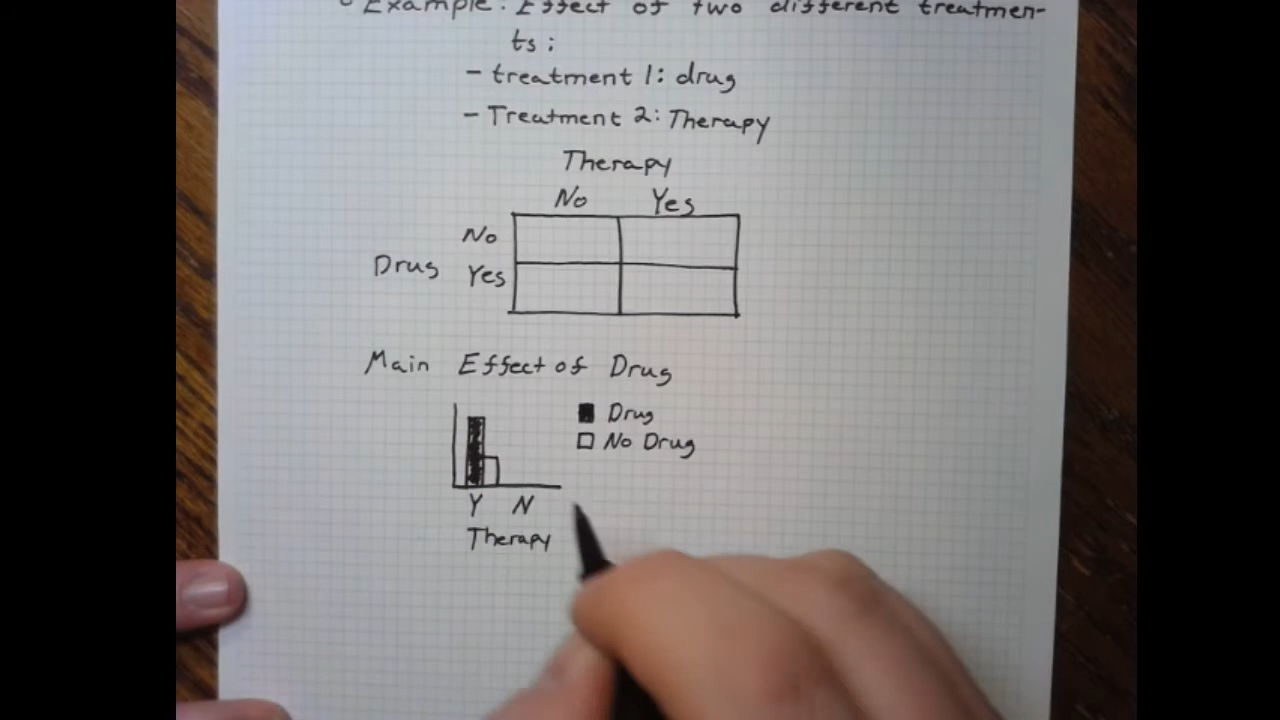 Example: Effect of two different treatmen-
ts:
- treatment 1: drug
- Treatment 2: Therapy
Therapy
No Yes
No
Drug Yes
Main Effect of Drug
Drug
No Drug
Y N
Therapy